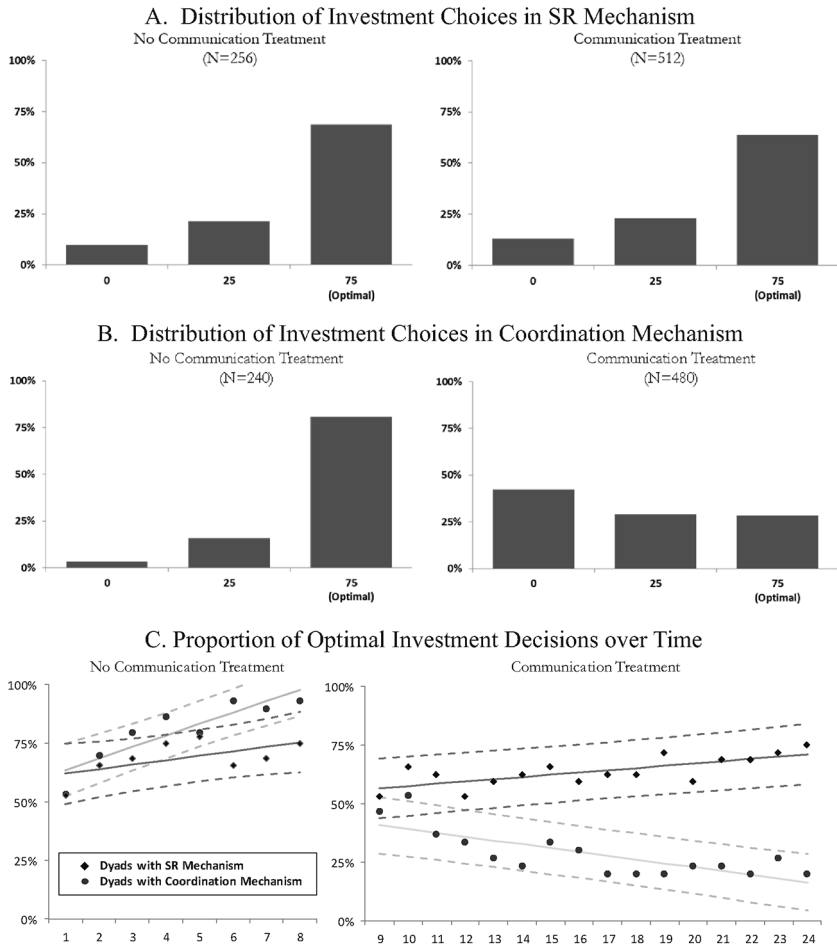 A. Distribution of Investment Choices in SR Mechanism
No Communication Treatment
(N=256)
100%
75%
50%
25%
0%
0
25
75
(Optimal)
Communication Treatment
(N=512)
100%
75%
50%
25%
0%
0
25
75
(Optimal)
B. Distribution of Investment Choices in Coordination Mechanism
No Communication Treatment
(N=240)
100%
75%
50%
25%
0%
0
25
75
(Optimal)
Communication Treatment
(N=480)
100%
75%
50%
25%
0%
0
25
75
(Optimal)
C. Proportion of Optimal Investment Decisions over Time
No Communication Treatment
100%
75%
50%
25%
0%
Dyads with SR Mechanism
Dyads with Coordination Mechanism
1 2 3 4 5 6 7 8
Communication Treatment
100%
75%
50%
25%
0%
9 10 11 12 13 14 15 16 17 18 19 20 21 22 23 24